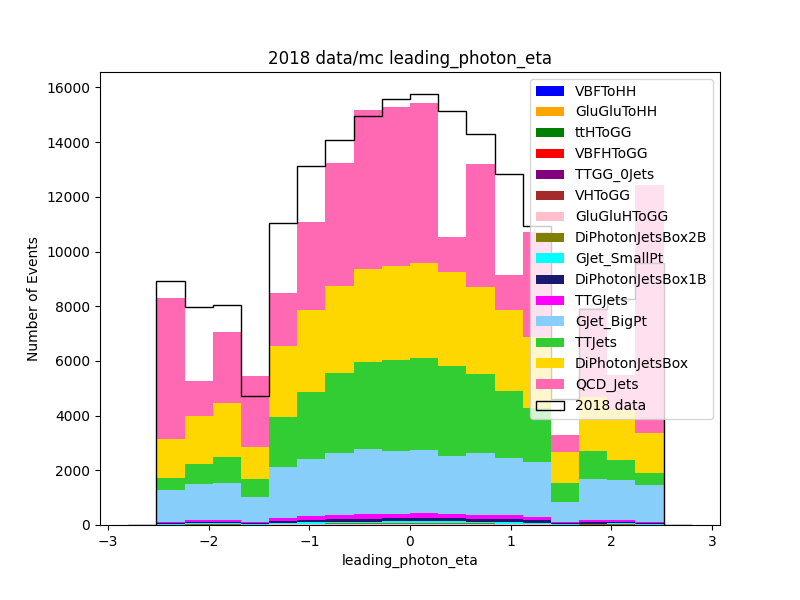 2018 data/mc leading_photon_eta
Number of Events
16000
14000
12000
10000
8000
6000
4000
2000
0
VBFToHH
GluGluToHH
ttHToGG
VBFHToGG
TTGG_0Jets
VHToGG
GluGluHToGG
DiPhotonJetsBox2B
GJet_SmallPt
DiPhotonJetsBox1B
TTGJets
GJet_BigPt
TTJets
DiPhotonJetsBox
QCD_Jets
2018 data
−3 −2 −1 0 1 2 3
leading_photon_eta